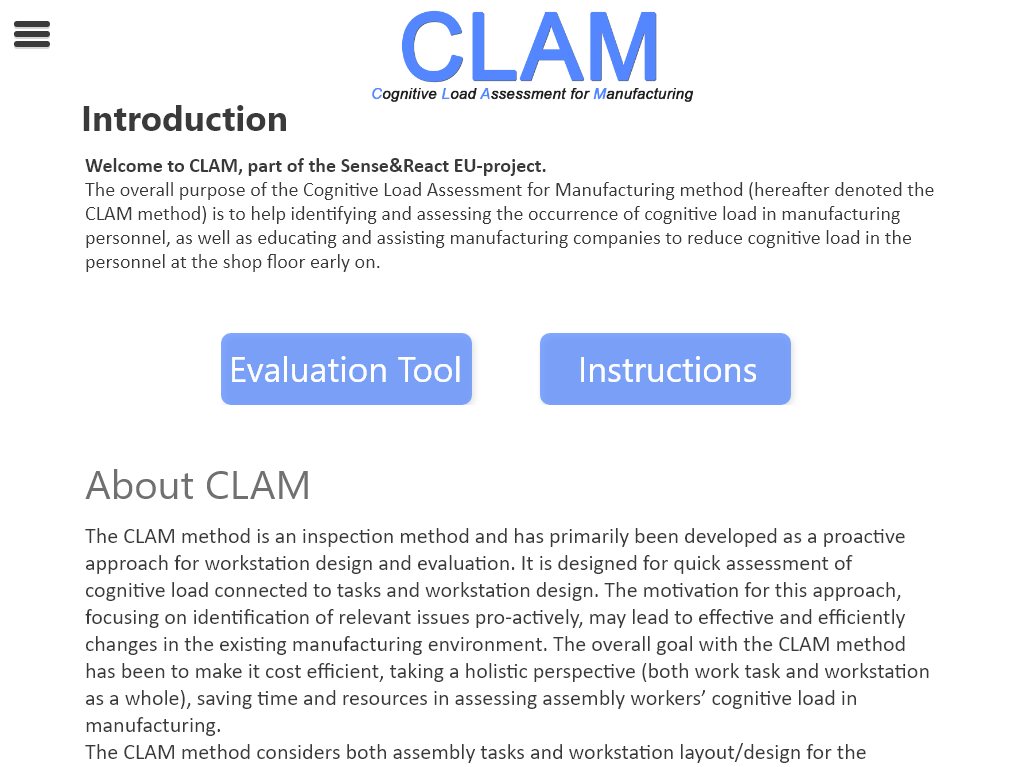 CLAM
Cognitive Load Assessment for Manufacturing
Introduction
Welcome to CLAM, part of the Sense&React EU-project.
The overall purpose of the Cognitive Load Assessment for Manufacturing method (hereafter denoted the
CLAM method) is to help identifying and assessing the occurrence of cognitive load in manufacturing
personnel, as well as educating and assisting manufacturing companies to reduce cognitive load in the
personnel at the shop floor early on.
Evaluation Tool
Instructions
About CLAM
The CLAM method is an inspection method and has primarily been developed as a proactive
approach for workstation design and evaluation. It is designed for quick assessment of
cognitive load connected to tasks and workstation design. The motivation for this approach,
focusing on identification of relevant issues pro-actively, may lead to effective and efficiently
changes in the existing manufacturing environment. The overall goal with the CLAM method
has been to make it cost efficient, taking a holistic perspective (both work task and workstation
as a whole), saving time and resources in assessing assembly workers’ cognitive load in
manufacturing.
The CLAM method considers both assembly tasks and workstation layout/design for the